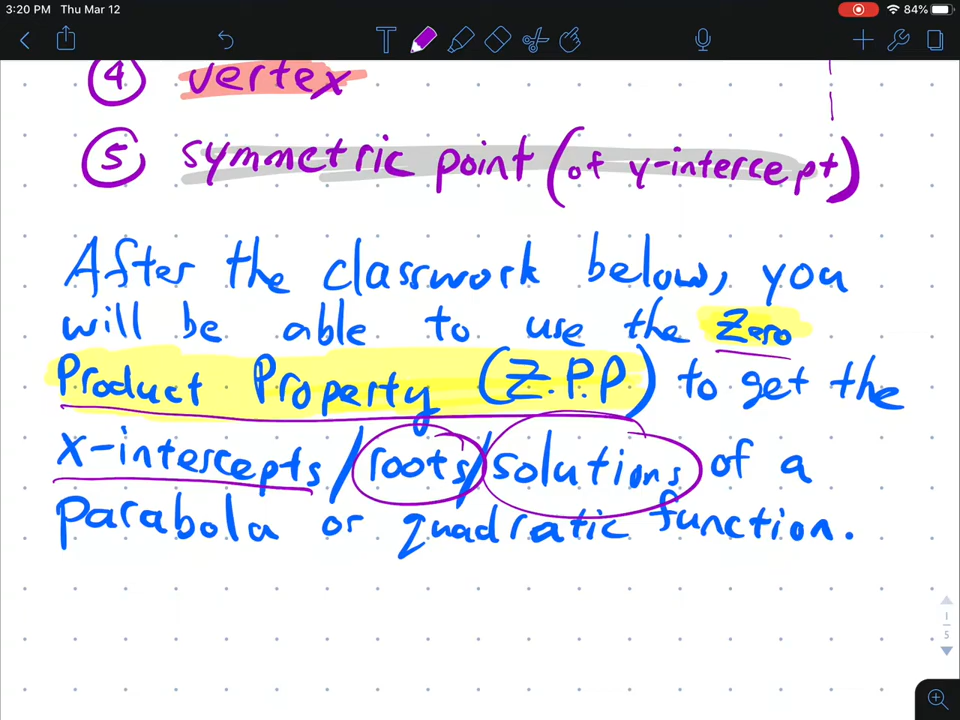 3:20 PM Thu Mar 12 84%
T
④ vertex
⑤ symmetric point (of y-intercept)
After the classwork below, you
will be able to use the Zero
Product Property (Z.P.P.) to get the
x-intercepts/roots/solutions of a
parabola or quadratic function.
1
5